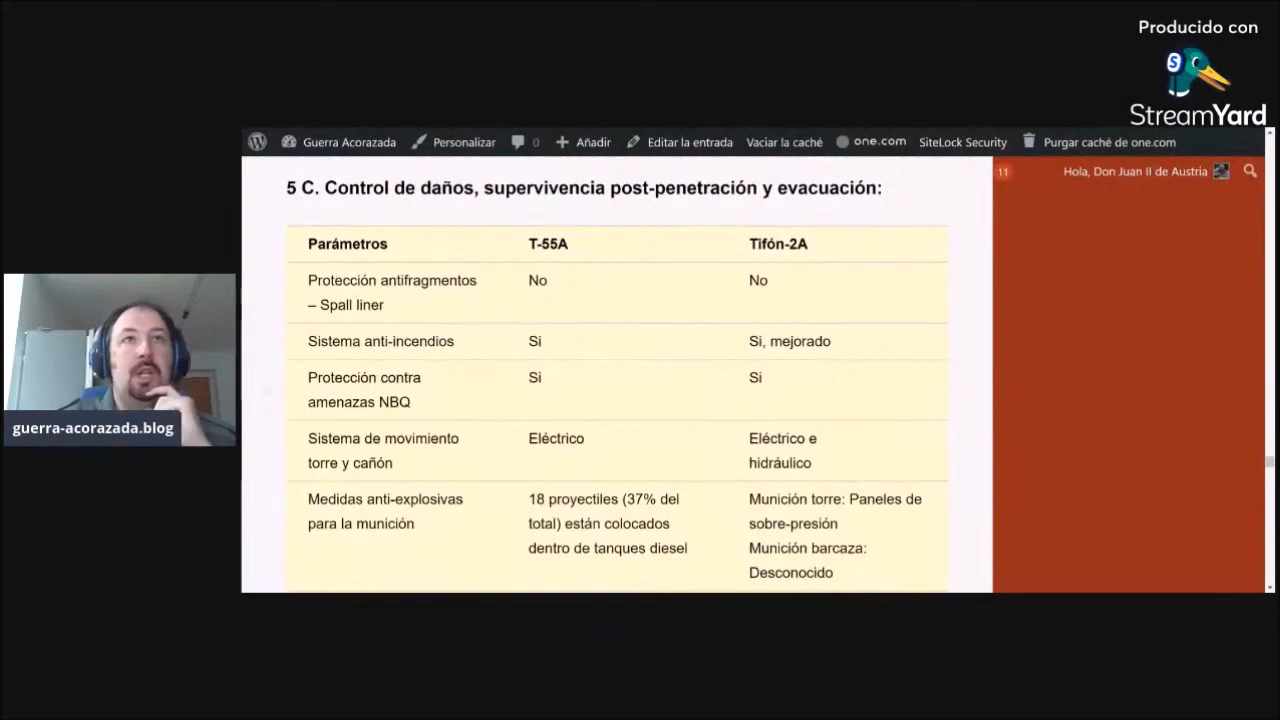 Producido con
StreamYard
Guerra Acorazada Personalizar 0 Añadir Editar la entrada Vaciar la caché one.com SiteLock Security Purgar caché de one.com
11 Hola, Don Juan II de Austria
5 C. Control de daños, supervivencia post-penetración y evacuación:
Parámetros T-55A Tifón-2A
Protección antifragmentos No No
– Spall liner
Sistema anti-incendios Si Si, mejorado
Protección contra Si Si
amenazas NBQ
Sistema de movimiento Eléctrico Eléctrico e
torre y cañón hidráulico
Medidas anti-explosivas 18 proyectiles (37% del Munición torre: Paneles de
para la munición total) están colocados sobre-presión
dentro de tanques diesel Munición barcaza:
Desconocido
guerra-acorazada.blog